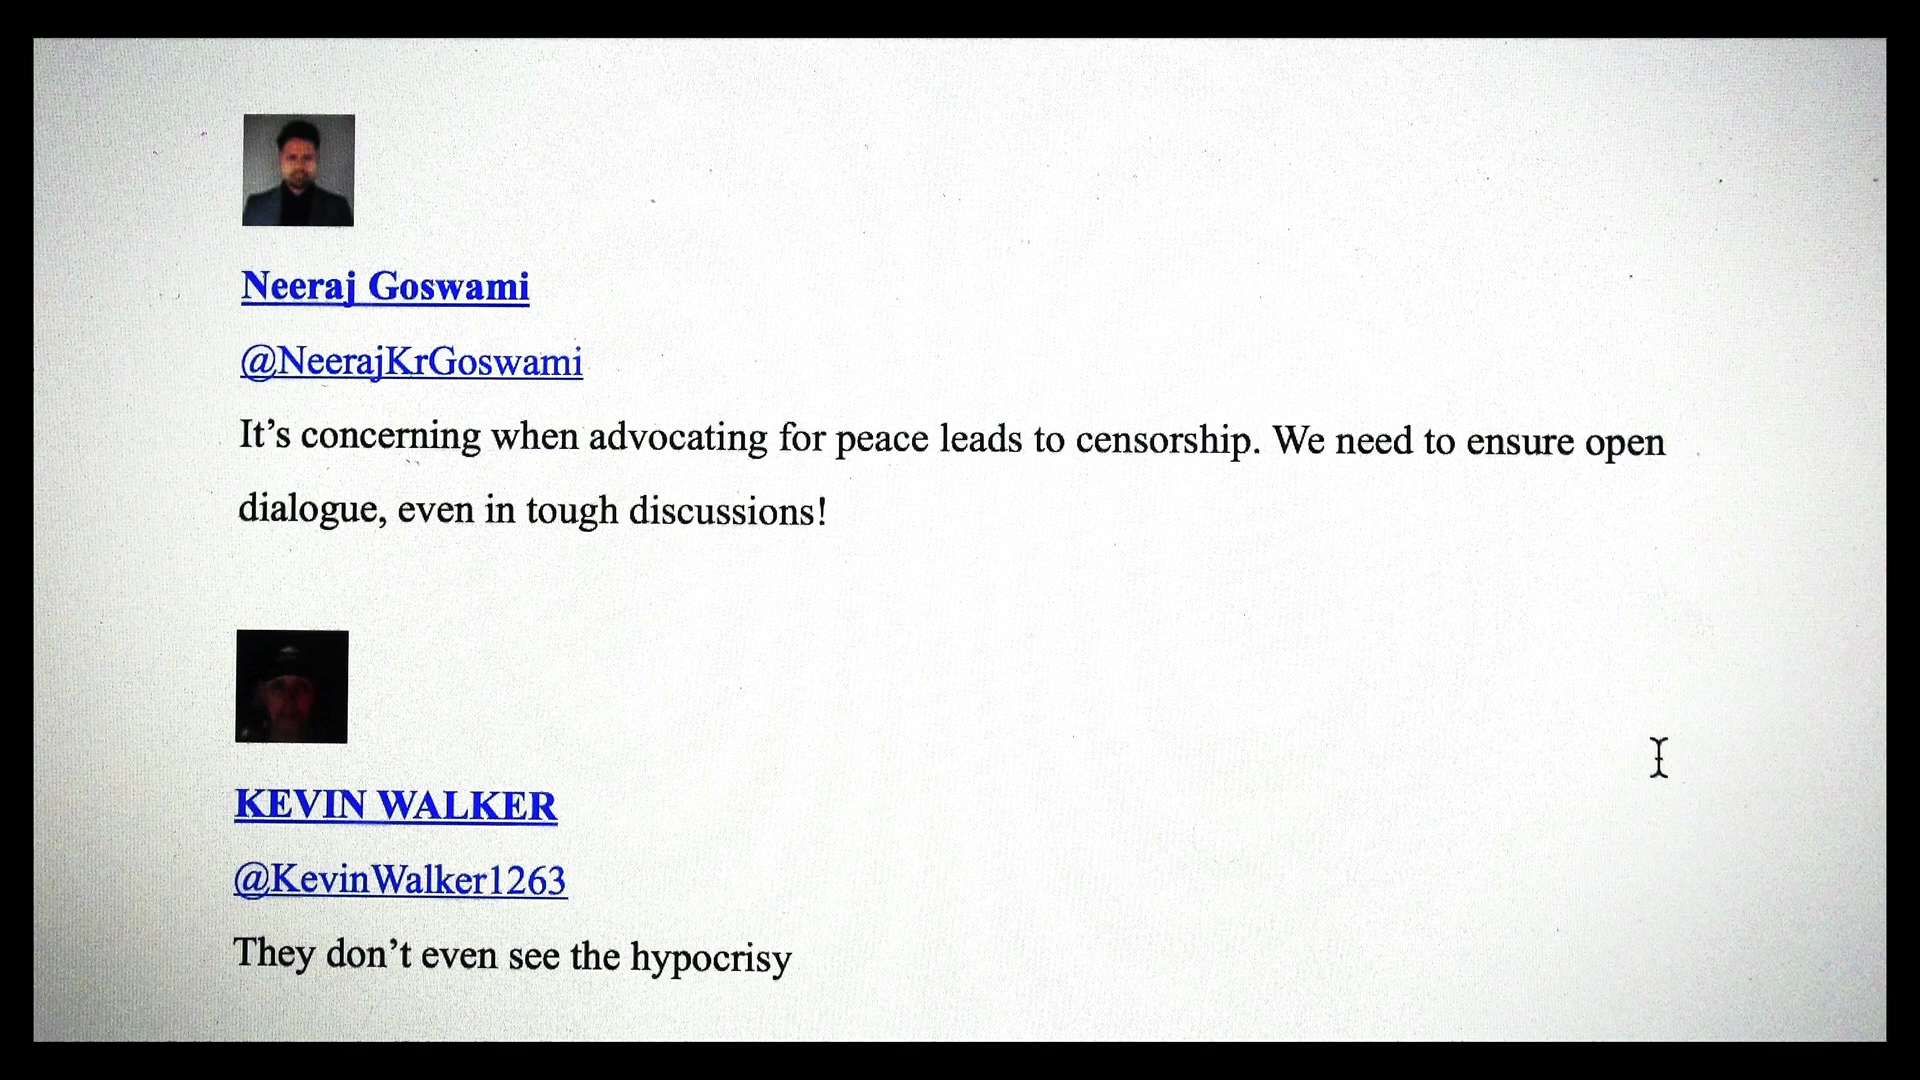 Neeraj Goswami
@NeerajKrGoswami
It’s concerning when advocating for peace leads to censorship. We need to ensure open
dialogue, even in tough discussions!
KEVIN WALKER
@KevinWalker1263
They don’t even see the hypocrisy